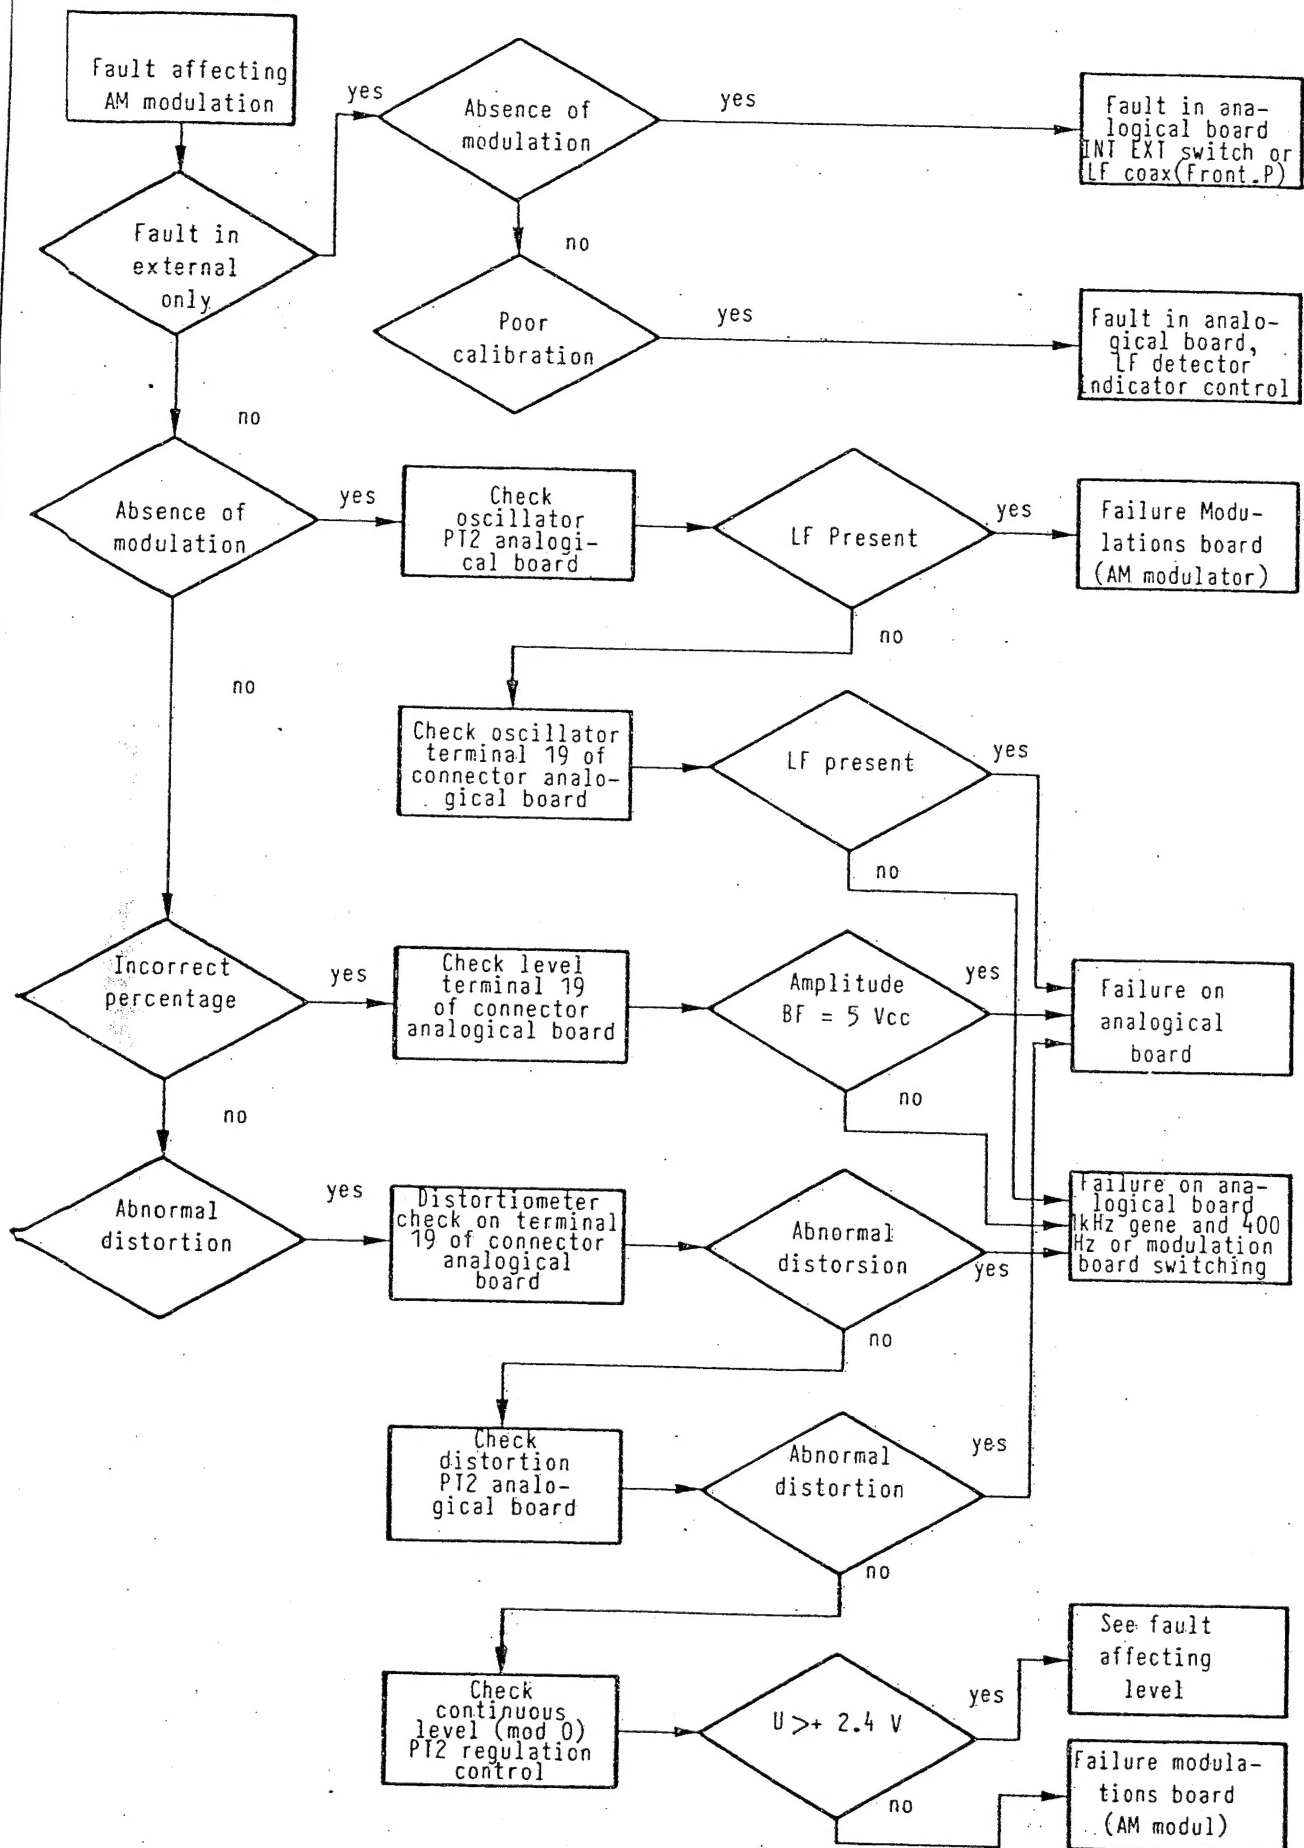 Fault affecting
AM modulation
yes
Absence of
modulation
yes
Fault in ana-
logical board
INT EXT switch or
LF coax(Front.P)
Fault in
external
only
no
Poor
calibration
yes
Fault in analo-
gical board,
LF detector
indicator control
no
Absence of
modulation
yes
Check
oscillator
PT2 analogi-
cal board
LF Present
yes
Failure Modu-
lations board
(AM modulator)
no
no
Check oscillator
terminal 19 of
connector analo-
gical board
LF present
yes
no
Incorrect
percentage
yes
Check level
terminal 19
of connector
analogical board
Amplitude
BF = 5 Vcc
yes
Failure on
analogical
board
no
no
Abnormal
distortion
yes
Distortiometer
check on terminal
19 of connector
analogical
board
Abnormal
distorsion
yes
Failure on ana-
logical board
1kHz gene and 400
Hz or modulation
board switching
no
Check
distortion
PT2 analo-
gical board
Abnormal
distortion
yes
no
Check
continuous
level (mod 0)
PT2 regulation
control
U >+ 2.4 V
yes
See fault
affecting
level
no
Failure modula-
tions board
(AM modul)